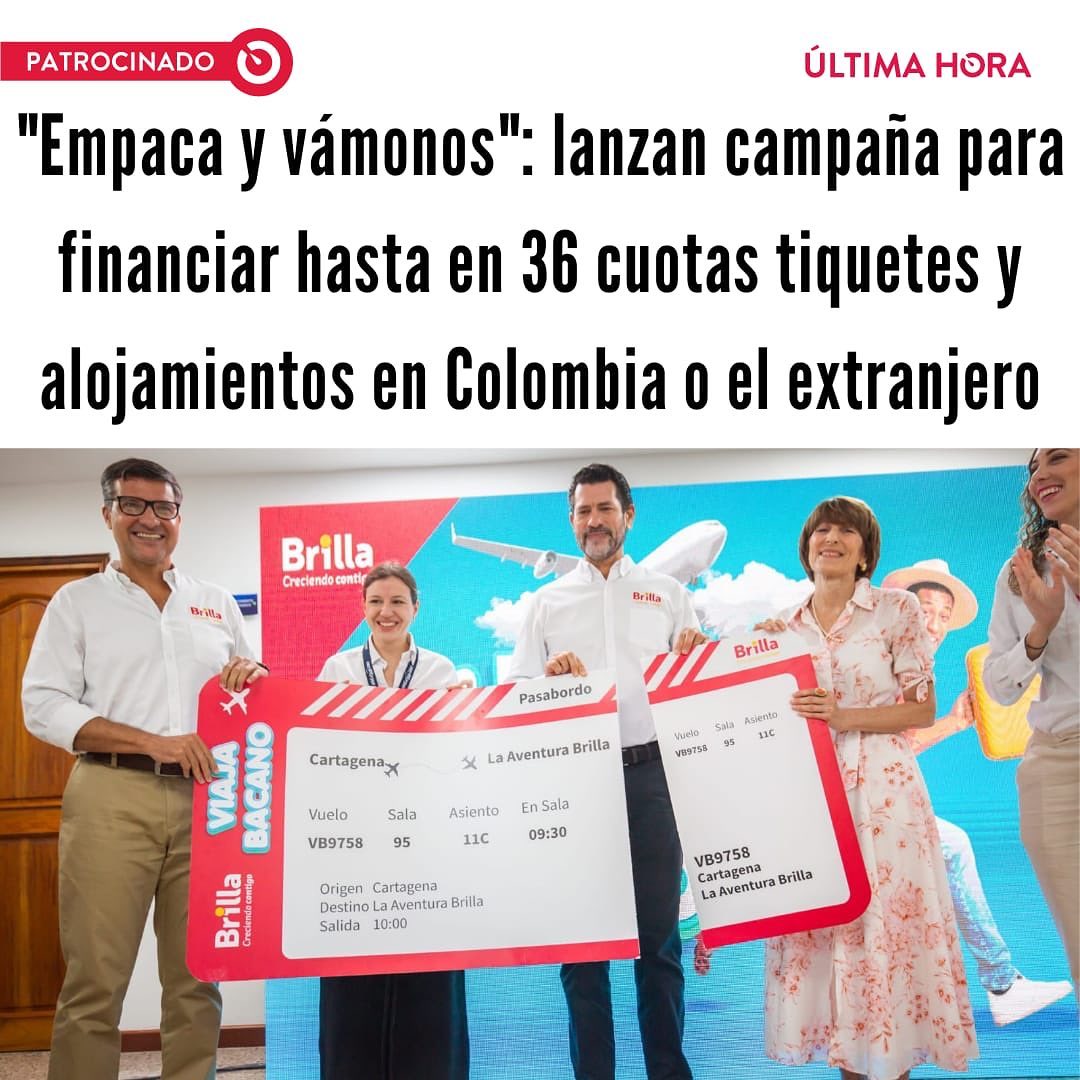 PATROCINADO
ÚLTIMA HORA
"Empaca y vámonos": lanzan campaña para
financiar hasta en 36 cuotas tiquetes y
alojamientos en Colombia o el extranjero
Brilla
Creciendo contigo
Brilla
Brilla
Brilla
Pasabordo
VIAJA
BACANO
Brilla
Creciendo contigo
Cartagena La Aventura Brilla
Vuelo Sala Asiento En Sala
VB9758 95 11C 09:30
Origen Cartagena
Destino La Aventura Brilla
Salida 10:00
Vuelo Sala Asiento
VB9758 95 11C
VB9758
Cartagena
La Aventura Brilla